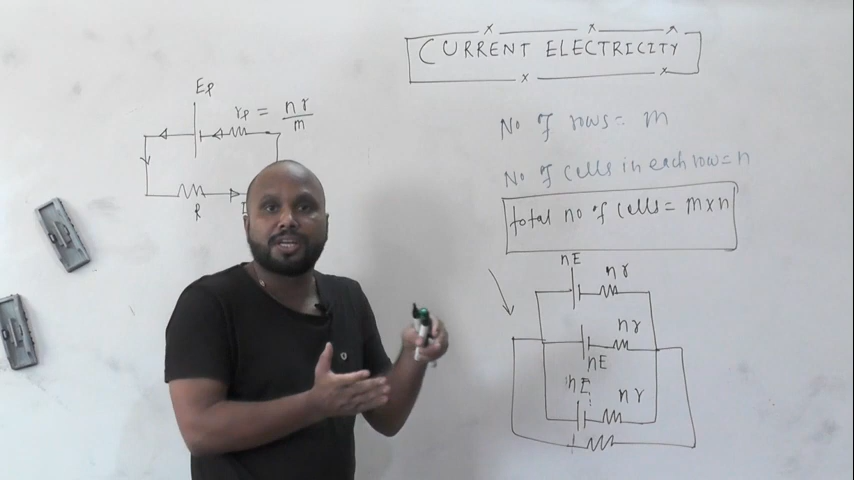 CURRENT ELECTRICITY
No of rows = m
No of cells in each row = n
total no of cells = m x n
Ep
rp = nr/m
R
I
nE
nr
nr
nE
nE
nr